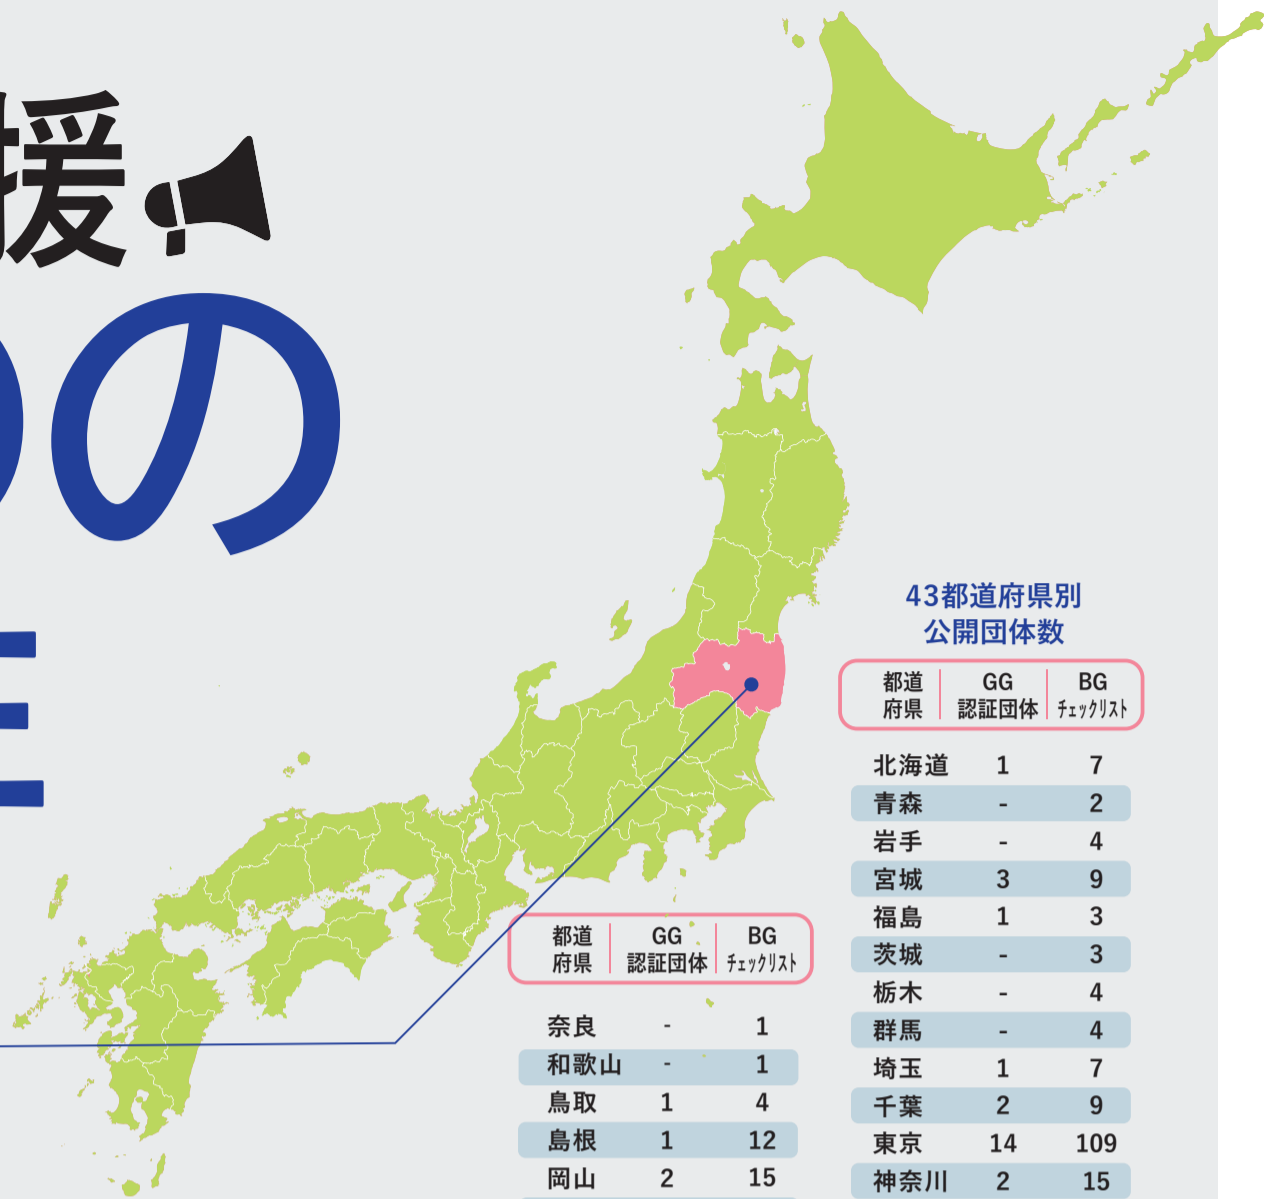 援
の
43都道府県別
公開団体数
都道府県 GG認証団体 BGチェックリスト
北海道 1 7
青森 - 2
岩手 - 4
宮城 3 9
福島 1 3
茨城 - 3
栃木 - 4
群馬 - 4
埼玉 1 7
千葉 2 9
東京 14 109
神奈川 2 15
都道府県 GG認証団体 BGチェックリスト
奈良 - 1
和歌山 - 1
鳥取 1 4
島根 1 12
岡山 2 15